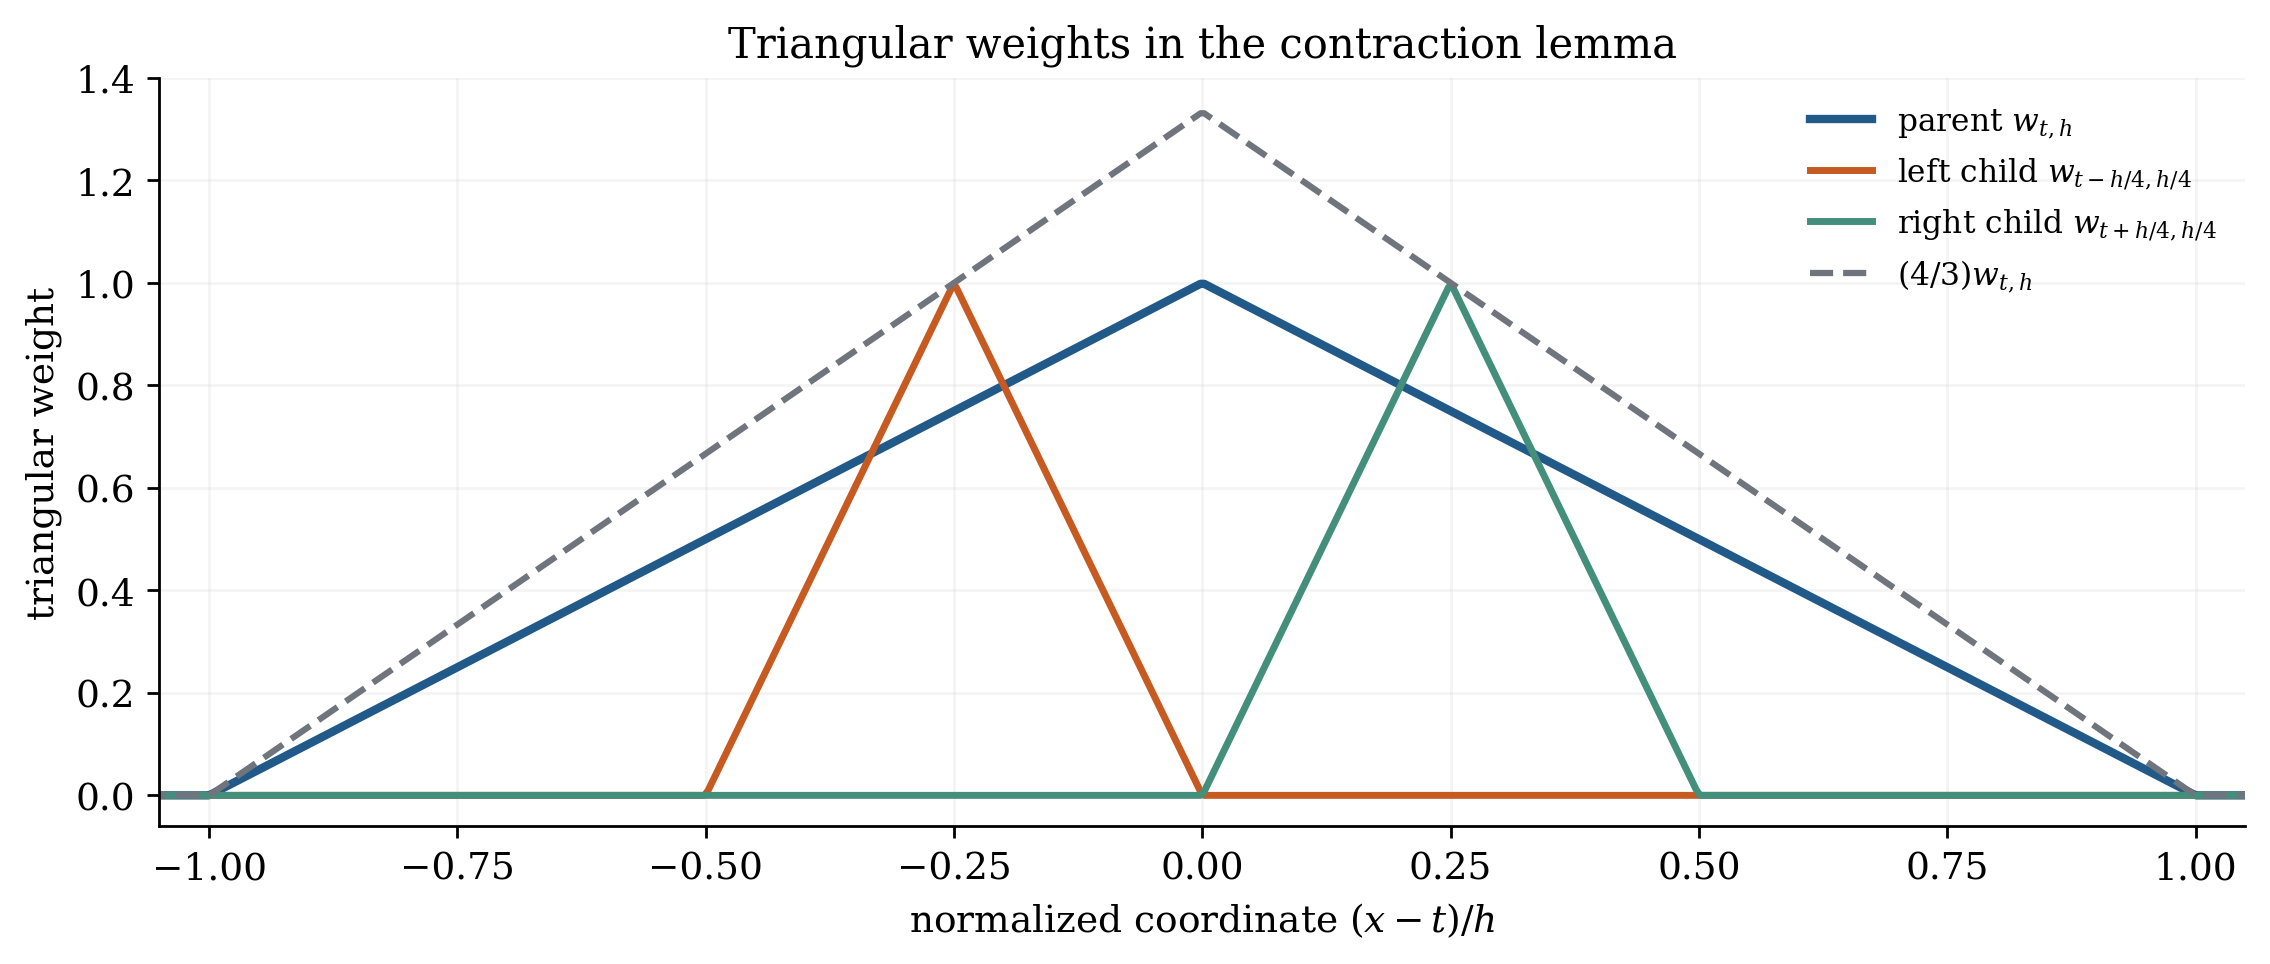 Triangular weights in the contraction lemma
1.4
1.2
1.0
0.8
0.6
0.4
0.2
0.0
triangular weight
parent w_{t,h}
left child w_{t−h/4,h/4}
right child w_{t+h/4,h/4}
(4/3)w_{t,h}
−1.00 −0.75 −0.50 −0.25 0.00 0.25 0.50 0.75 1.00
normalized coordinate (x − t)/h